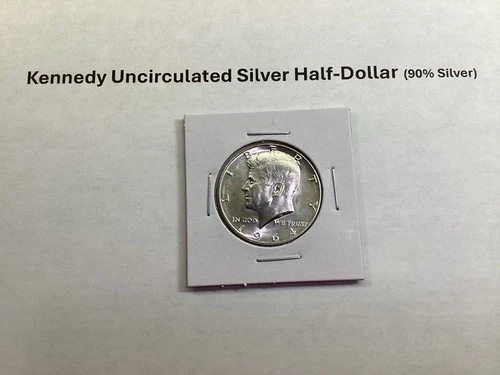 Kennedy Uncirculated Silver Half-Dollar (90% Silver)
LIBERTY
IN GOD WE TRUST
1964